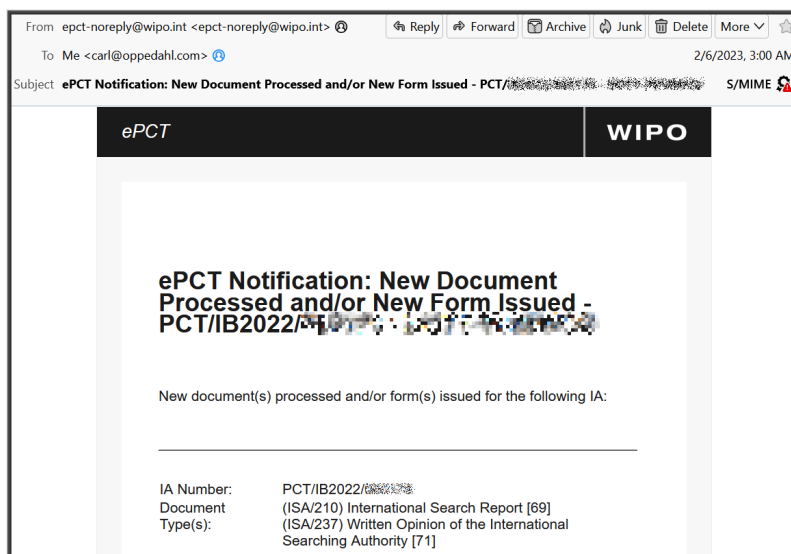 From epct-noreply@wipo.int <epct-noreply@wipo.int> Reply Forward Archive Junk Delete More
To Me <carl@oppedahl.com> 2/6/2023, 3:00 AM
Subject ePCT Notification: New Document Processed and/or New Form Issued - PCT/ S/MIME
ePCT WIPO
ePCT Notification: New Document
Processed and/or New Form Issued -
PCT/IB2022/
New document(s) processed and/or form(s) issued for the following IA:
IA Number: PCT/IB2022/
Document (ISA/210) International Search Report [69]
Type(s): (ISA/237) Written Opinion of the International
Searching Authority [71]